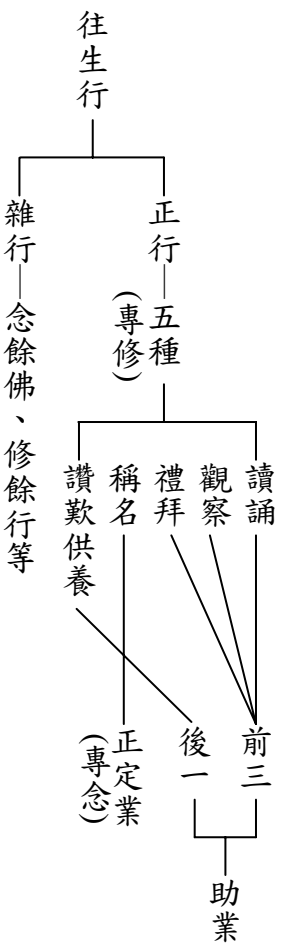 往生行
正行—五種
(專修)
讀誦
觀察
禮拜
稱名
讚歎供養
前三
後一
助業
正定業
(專念)
雜行—念餘佛、修餘行等